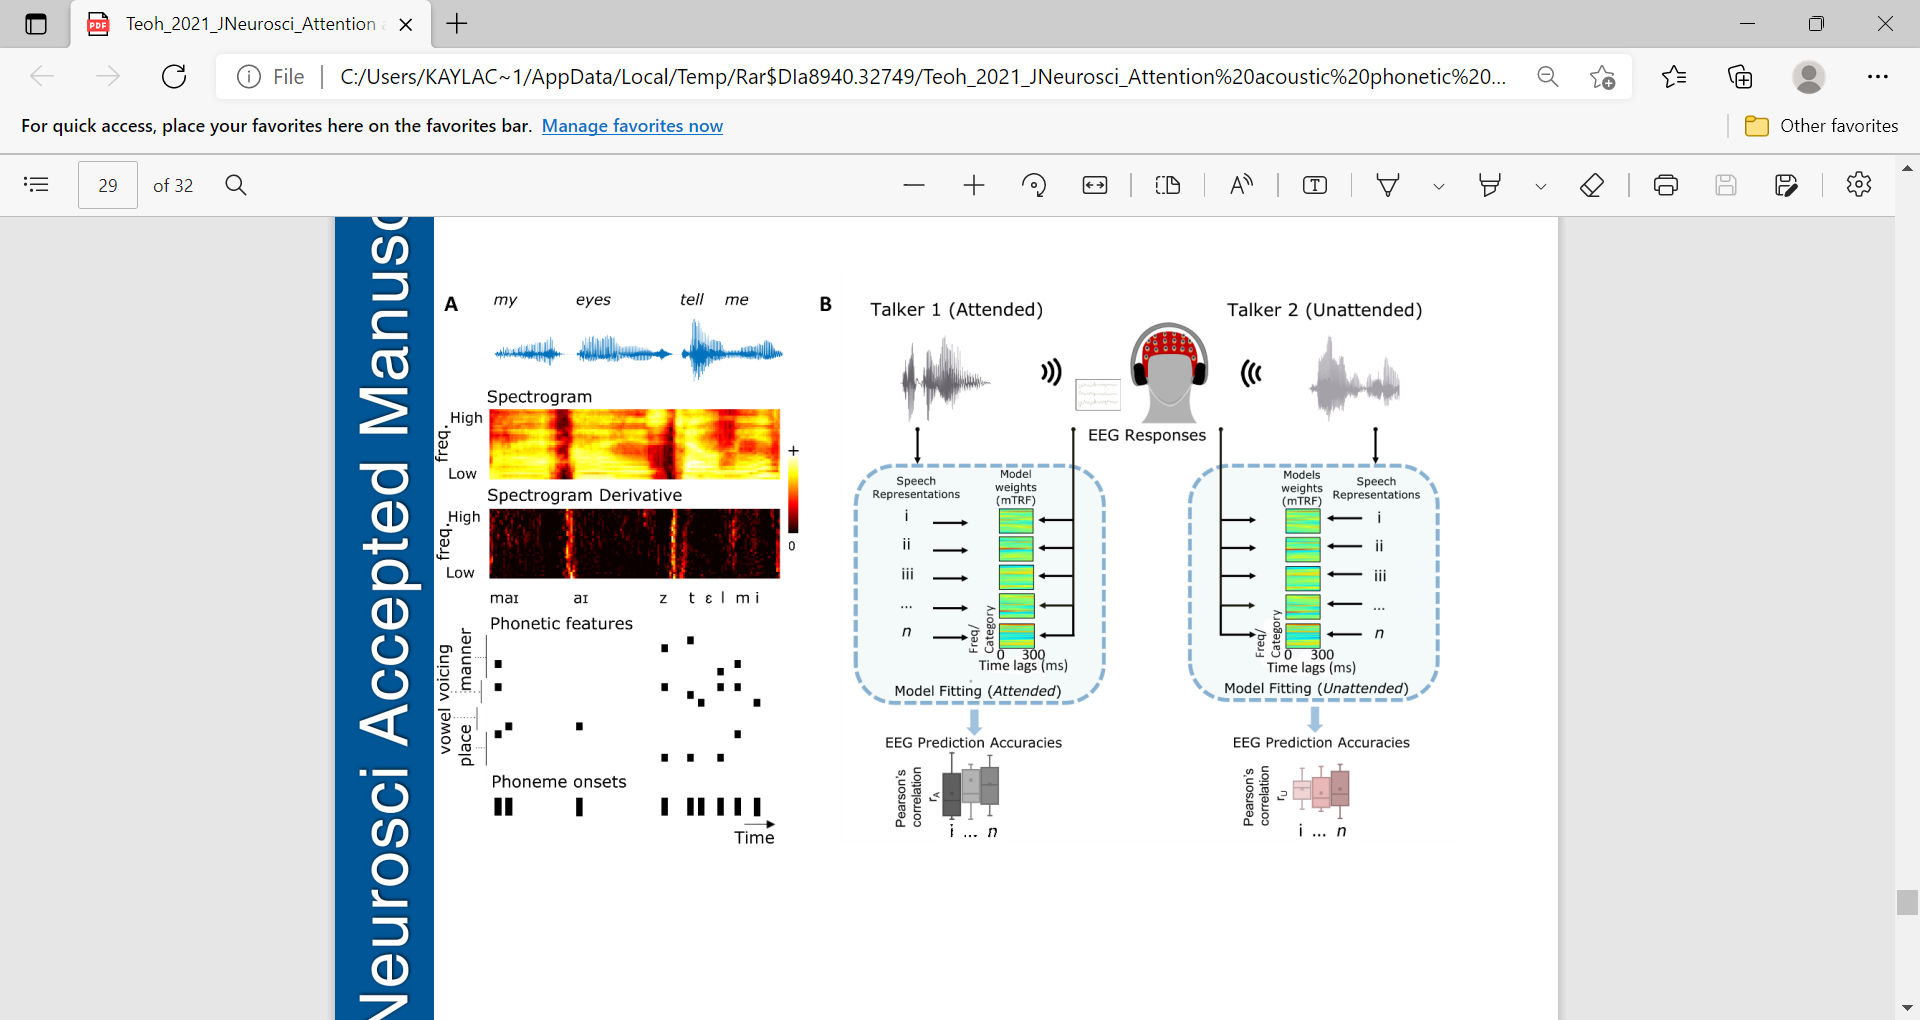 Teoh_2021_JNeurosci_Attention
File
C:/Users/KAYLAC~1/AppData/Local/Temp/Rar$DIa8940.32749/Teoh_2021_JNeurosci_Attention%20acoustic%20phonetic%20...
For quick access, place your favorites here on the favorites bar. Manage favorites now
Other favorites
29 of 32
Neurosci Accepted Manusc
A
my eyes tell me
Spectrogram
High
freq.
Low
+
0
Spectrogram Derivative
High
freq.
Low
maɪ aɪ z t ɛ l m i
Phonetic features
manner
voicing
vowel
place
Phoneme onsets
Time
B
Talker 1 (Attended)
Talker 2 (Unattended)
EEG Responses
Speech
Representations
Model
weights
(mTRF)
i
ii
iii
...
n
Freq/
Category
0 300
Time lags (ms)
Model Fitting (Attended)
EEG Prediction Accuracies
Pearson's
correlation
rA
i ... n
Models
weights
(mTRF)
Speech
Representations
i
ii
iii
...
n
Freq/
Category
0 300
Time lags (ms)
Model Fitting (Unattended)
EEG Prediction Accuracies
Pearson's
correlation
rU
i ... n